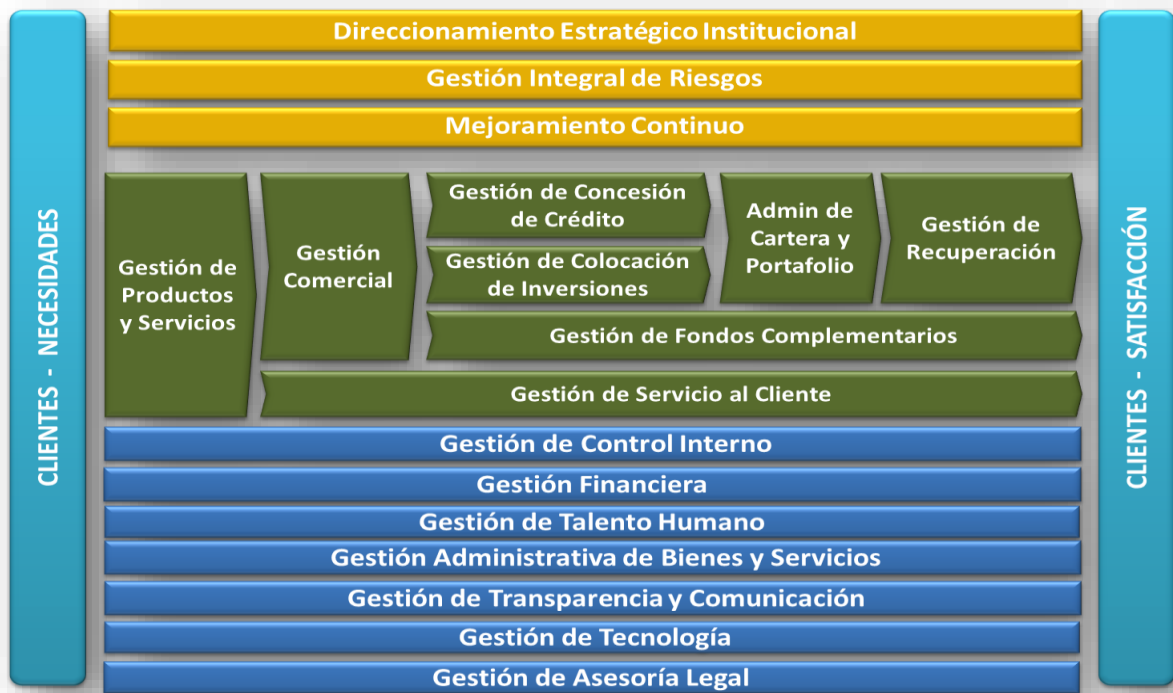 CLIENTES - NECESIDADES
Direccionamiento Estratégico Institucional
Gestión Integral de Riesgos
Mejoramiento Continuo
Gestión de
Productos
y Servicios
Gestión
Comercial
Gestión de Concesión
de Crédito
Gestión de Colocación
de Inversiones
Admin de
Cartera y
Portafolio
Gestión de
Recuperación
Gestión de Fondos Complementarios
Gestión de Servicio al Cliente
Gestión de Control Interno
Gestión Financiera
Gestión de Talento Humano
Gestión Administrativa de Bienes y Servicios
Gestión de Transparencia y Comunicación
Gestión de Tecnología
Gestión de Asesoría Legal
CLIENTES - SATISFACCIÓN